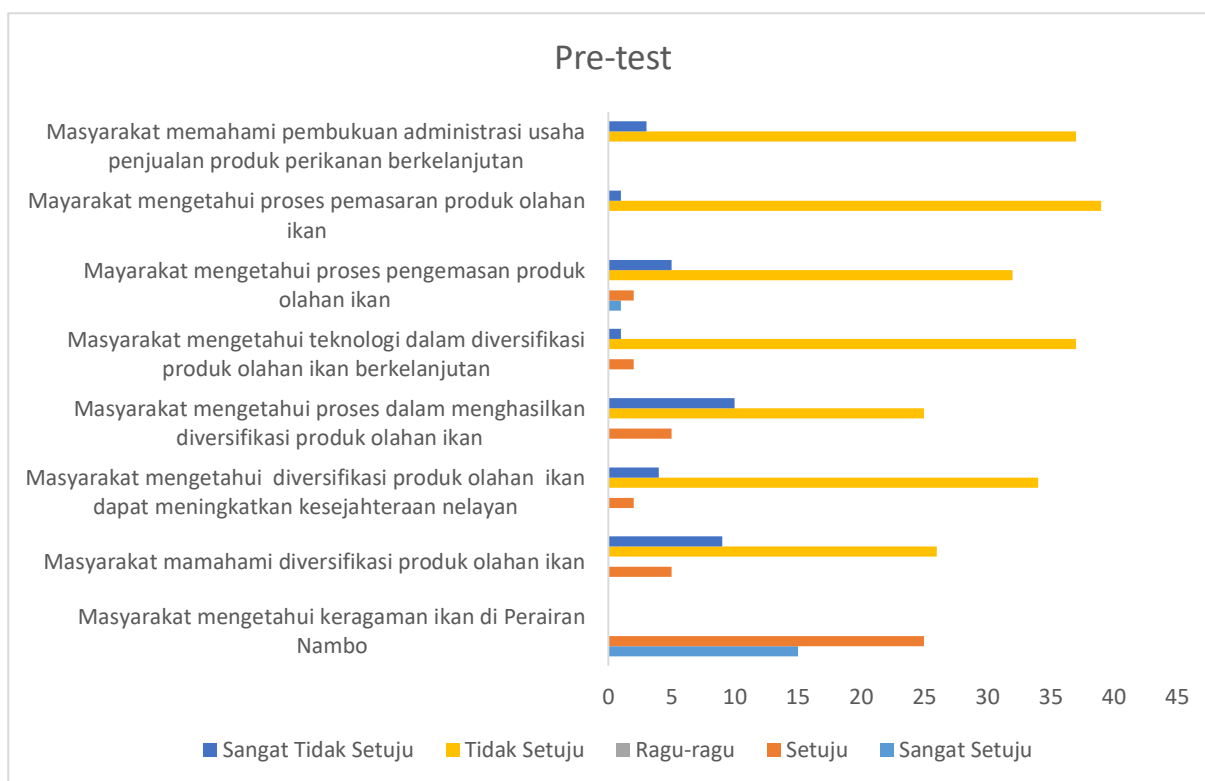 Pre-test
Masyarakat memahami pembukuan administrasi usaha
penjualan produk perikanan berkelanjutan
Mayarakat mengetahui proses pemasaran produk olahan
ikan
Mayarakat mengetahui proses pengemasan produk
olahan ikan
Masyarakat mengetahui teknologi dalam diversifikasi
produk olahan ikan berkelanjutan
Masyarakat mengetahui proses dalam menghasilkan
diversifikasi produk olahan ikan
Masyarakat mengetahui  diversifikasi produk olahan  ikan
dapat meningkatkan kesejahteraan nelayan
Masyarakat mamahami diversifikasi produk olahan ikan
Masyarakat mengetahui keragaman ikan di Perairan
Nambo
0 5 10 15 20 25 30 35 40 45
Sangat Tidak Setuju Tidak Setuju Ragu-ragu Setuju Sangat Setuju